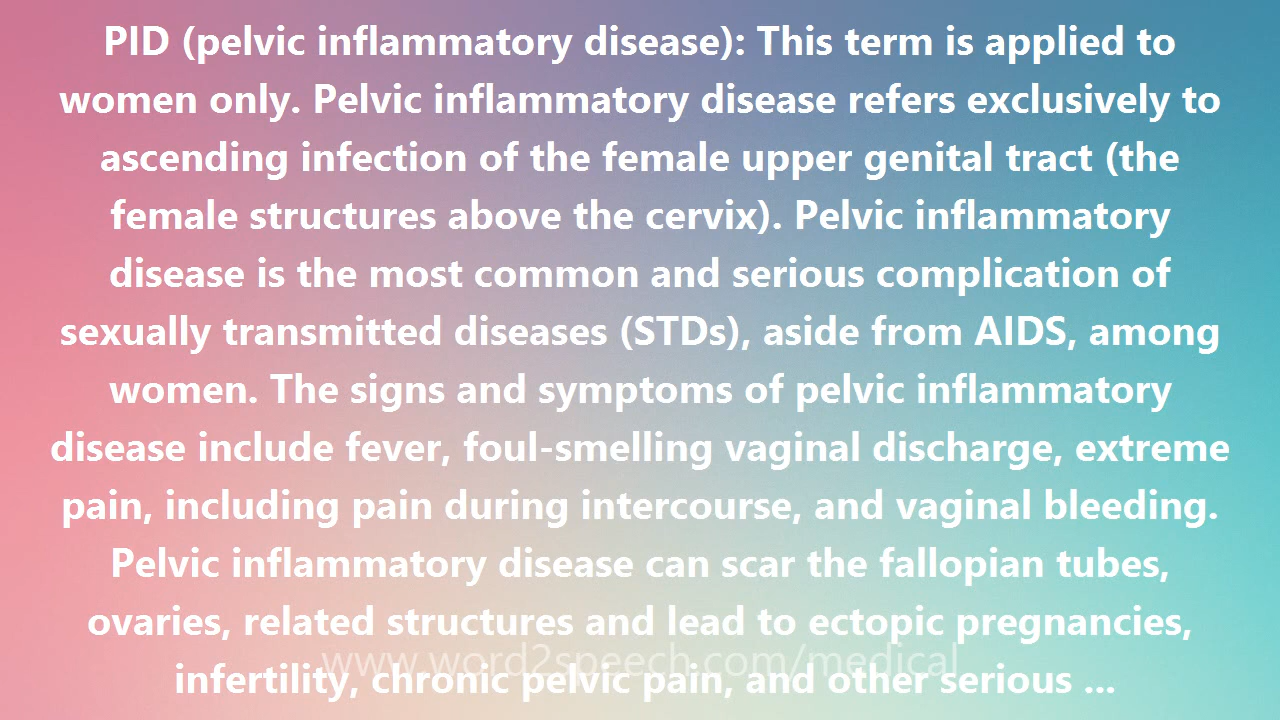 PID (pelvic inflammatory disease): This term is applied to
women only. Pelvic inflammatory disease refers exclusively to
ascending infection of the female upper genital tract (the
female structures above the cervix). Pelvic inflammatory
disease is the most common and serious complication of
sexually transmitted diseases (STDs), aside from AIDS, among
women. The signs and symptoms of pelvic inflammatory
disease include fever, foul-smelling vaginal discharge, extreme
pain, including pain during intercourse, and vaginal bleeding.
Pelvic inflammatory disease can scar the fallopian tubes,
ovaries, related structures and lead to ectopic pregnancies,
www.word2speech.com/medical
infertility, chronic pelvic pain, and other serious ...